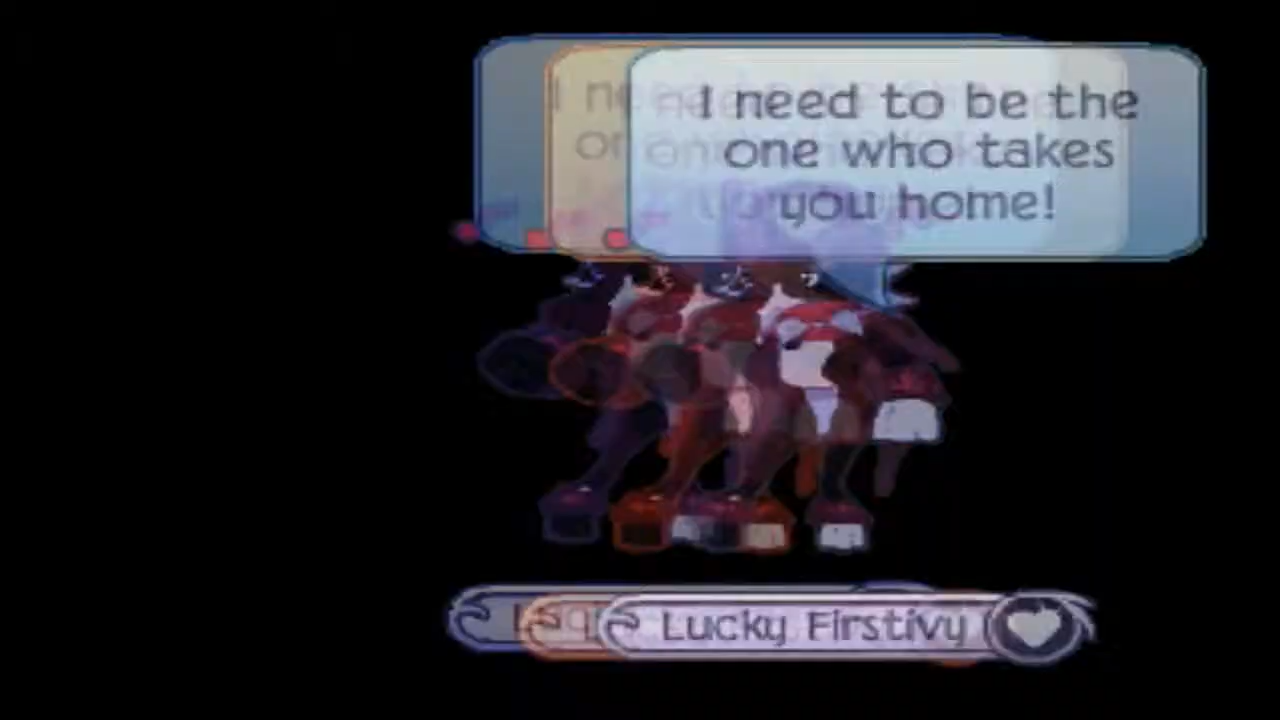 I need to be the
one who takes
you home!
Lucky Firstivy